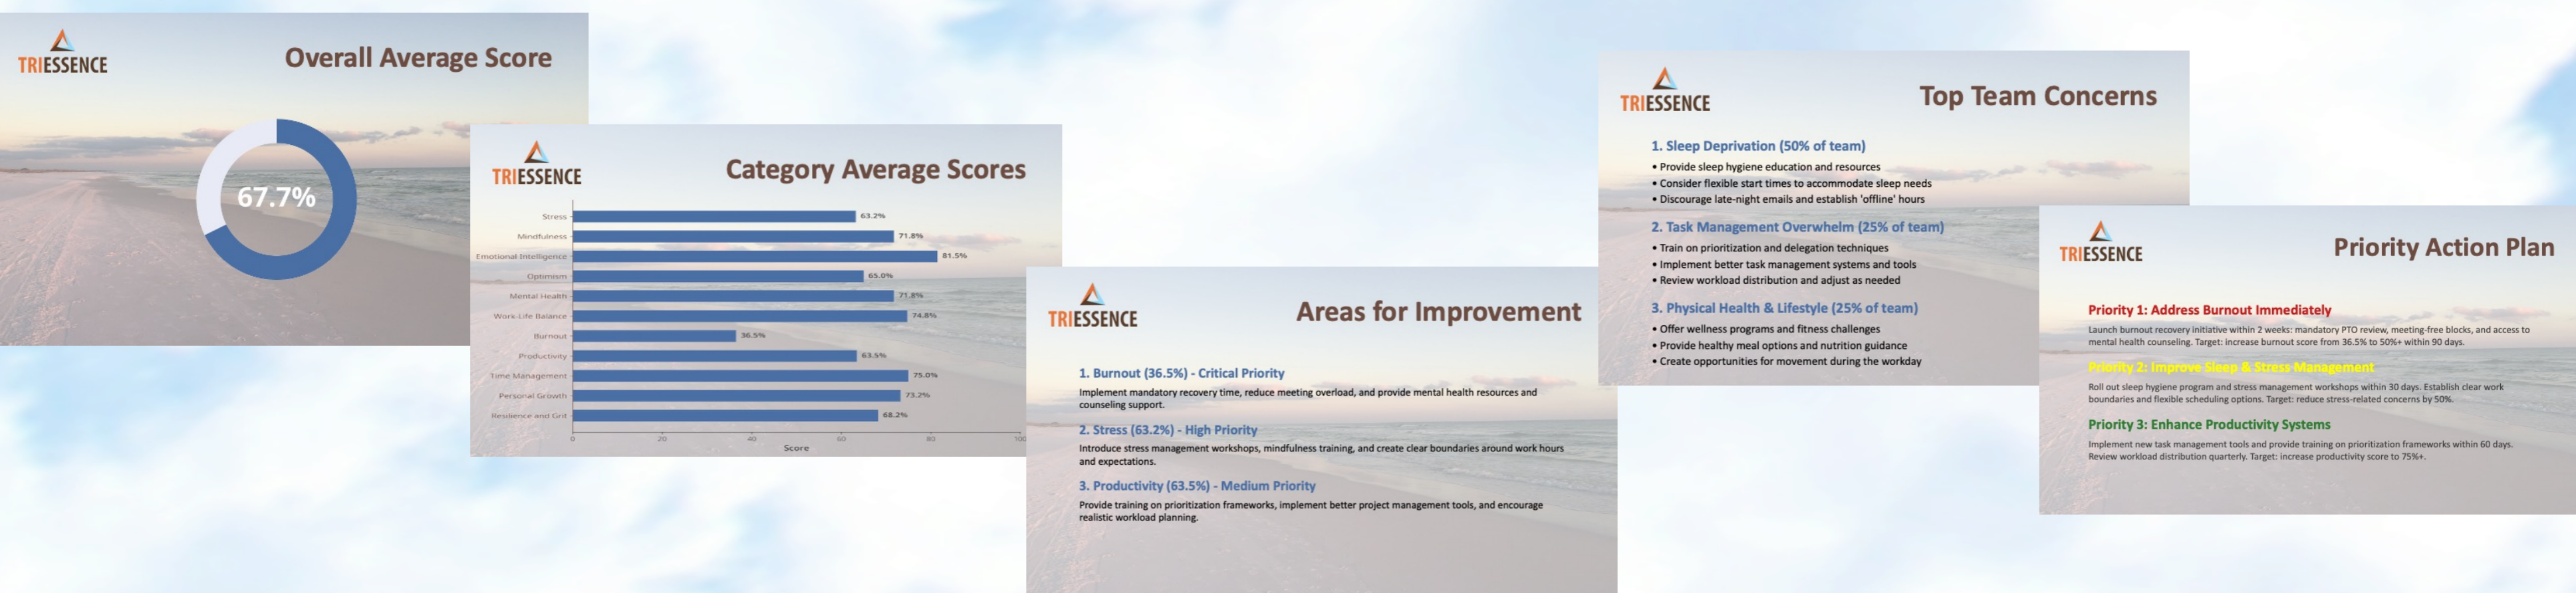 TRIESSENCE
Overall Average Score
67.7%
TRIESSENCE
Category Average Scores
Stress
63.2%
Mindfulness
71.8%
Emotional Intelligence
81.5%
Optimism
65.0%
Mental Health
71.8%
Work-Life Balance
74.8%
Burnout
36.5%
Productivity
63.5%
Time Management
75.0%
Personal Growth
73.2%
Resilience and Grit
68.2%
0 20 40 60 80 100
Score
TRIESSENCE
Areas for Improvement
1. Burnout (36.5%) - Critical Priority
Implement mandatory recovery time, reduce meeting overload, and provide mental health resources and
counseling support.
2. Stress (63.2%) - High Priority
Introduce stress management workshops, mindfulness training, and create clear boundaries around work hours
and expectations.
3. Productivity (63.5%) - Medium Priority
Provide training on prioritization frameworks, implement better project management tools, and encourage
realistic workload planning.
TRIESSENCE
Top Team Concerns
1. Sleep Deprivation (50% of team)
• Provide sleep hygiene education and resources
• Consider flexible start times to accommodate sleep needs
• Discourage late-night emails and establish 'offline' hours
2. Task Management Overwhelm (25% of team)
• Train on prioritization and delegation techniques
• Implement better task management systems and tools
• Review workload distribution and adjust as needed
3. Physical Health & Lifestyle (25% of team)
• Offer wellness programs and fitness challenges
• Provide healthy meal options and nutrition guidance
• Create opportunities for movement during the workday
TRIESSENCE
Priority Action Plan
Priority 1: Address Burnout Immediately
Launch burnout recovery initiative within 2 weeks: mandatory PTO review, meeting-free blocks, and access to
mental health counseling. Target: increase burnout score from 36.5% to 50%+ within 90 days.
Priority 2: Improve Sleep & Stress Management
Roll out sleep hygiene program and stress management workshops within 30 days. Establish clear work
boundaries and flexible scheduling options. Target: reduce stress-related concerns by 50%.
Priority 3: Enhance Productivity Systems
Implement new task management tools and provide training on prioritization frameworks within 60 days.
Review workload distribution quarterly. Target: increase productivity score to 75%+.